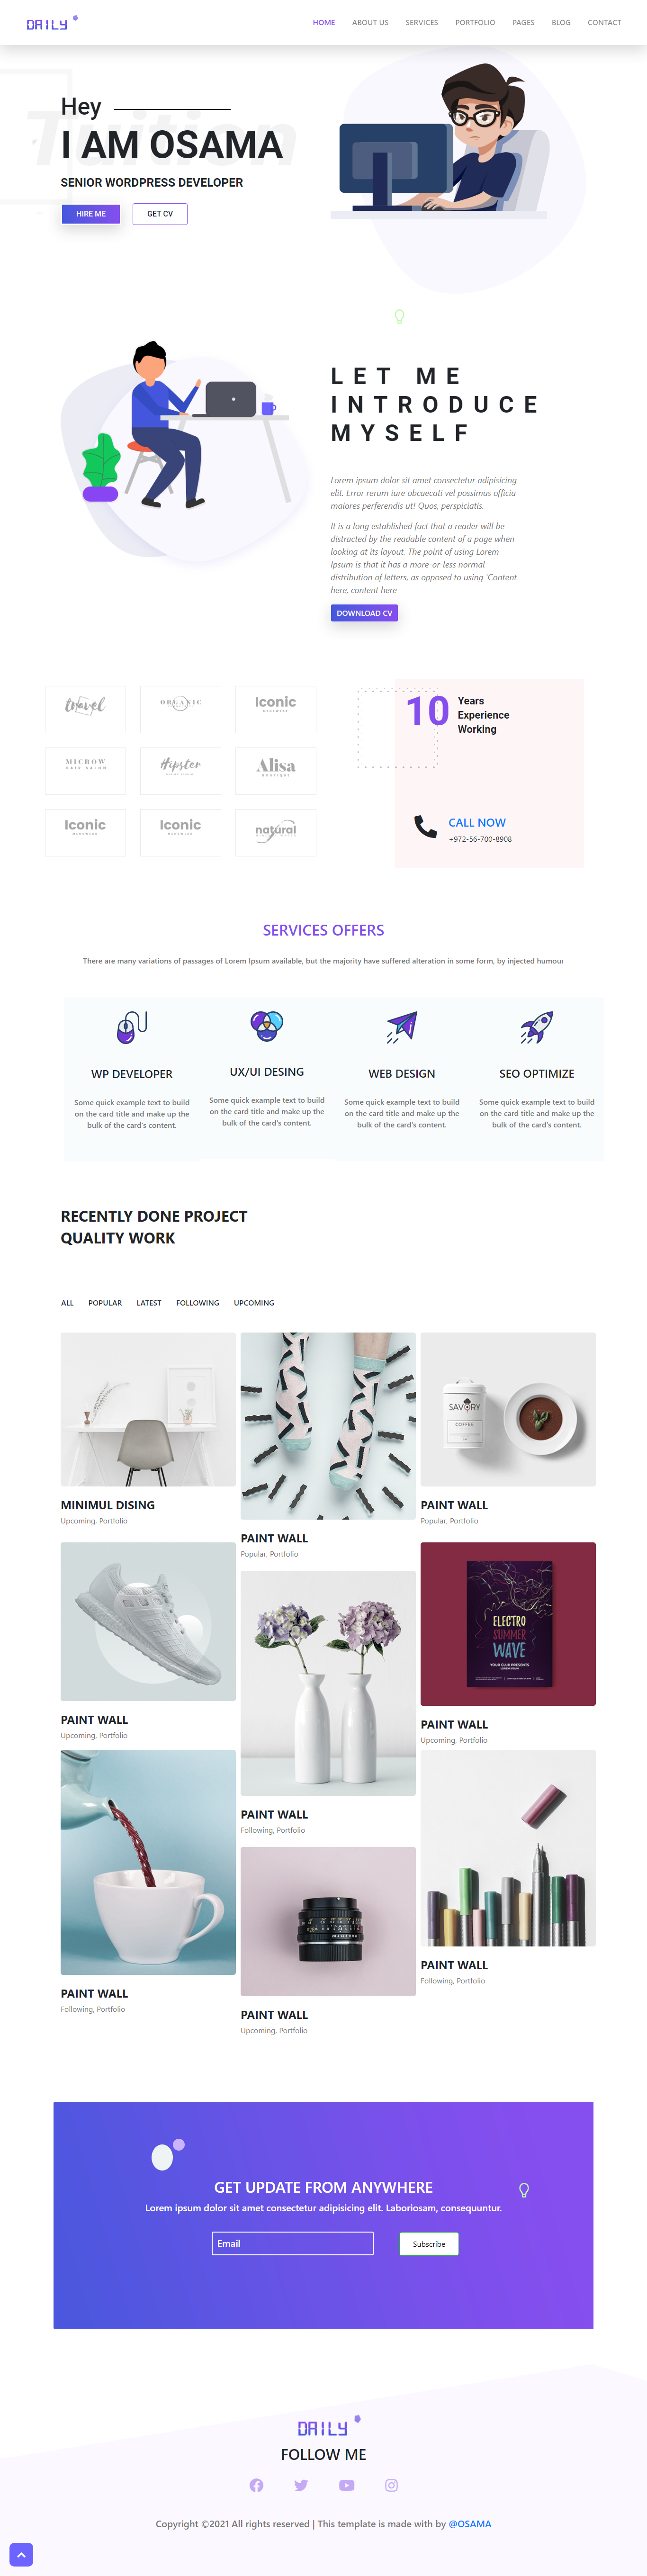 DAILY
HOME ABOUT US SERVICES PORTFOLIO PAGES BLOG CONTACT
Tuition
Hey
I AM OSAMA
SENIOR WORDPRESS DEVELOPER
HIRE ME GET CV
LET ME
INTRODUCE
MYSELF
Lorem ipsum dolor sit amet consectetur adipisicing
elit. Error rerum iure obcaecati vel possimus officia
maiores perferendis ut! Quos, perspiciatis.
It is a long established fact that a reader will be
distracted by the readable content of a page when
looking at its layout. The point of using Lorem
Ipsum is that it has a more-or-less normal
distribution of letters, as opposed to using 'Content
here, content here
DOWNLOAD CV
travel ORGANIC Iconic
MICROW
HAIR SALON
Hipster Alisa
BOUTIQUE
Iconic Iconic natural
10 Years
Experience
Working
CALL NOW
+972-56-700-8908
SERVICES OFFERS
There are many variations of passages of Lorem Ipsum available, but the majority have suffered alteration in some form, by injected humour
WP DEVELOPER
Some quick example text to build
on the card title and make up the
bulk of the card's content.
UX/UI DESING
Some quick example text to build
on the card title and make up the
bulk of the card's content.
WEB DESIGN
Some quick example text to build
on the card title and make up the
bulk of the card's content.
SEO OPTIMIZE
Some quick example text to build
on the card title and make up the
bulk of the card's content.
RECENTLY DONE PROJECT
QUALITY WORK
ALL POPULAR LATEST FOLLOWING UPCOMING
MINIMUL DISING
Upcoming, Portfolio
PAINT WALL
Popular, Portfolio
SAVORY
COFFEE
PAINT WALL
Popular, Portfolio
PAINT WALL
Upcoming, Portfolio
PAINT WALL
Following, Portfolio
ELECTRO
SUMMER
WAVE
YOUR CLUB PRESENTS
PAINT WALL
Upcoming, Portfolio
PAINT WALL
Following, Portfolio
PAINT WALL
Upcoming, Portfolio
PAINT WALL
Following, Portfolio
GET UPDATE FROM ANYWHERE
Lorem ipsum dolor sit amet consectetur adipisicing elit. Laboriosam, consequuntur.
Email Subscribe
DAILY
FOLLOW ME
Copyright ©2021 All rights reserved | This template is made with by @OSAMA